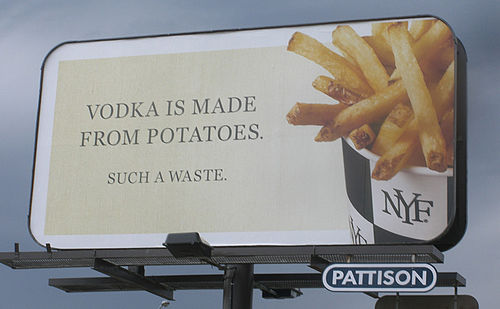 VODKA IS MADE
FROM POTATOES.
SUCH A WASTE.
NYF
PATTISON